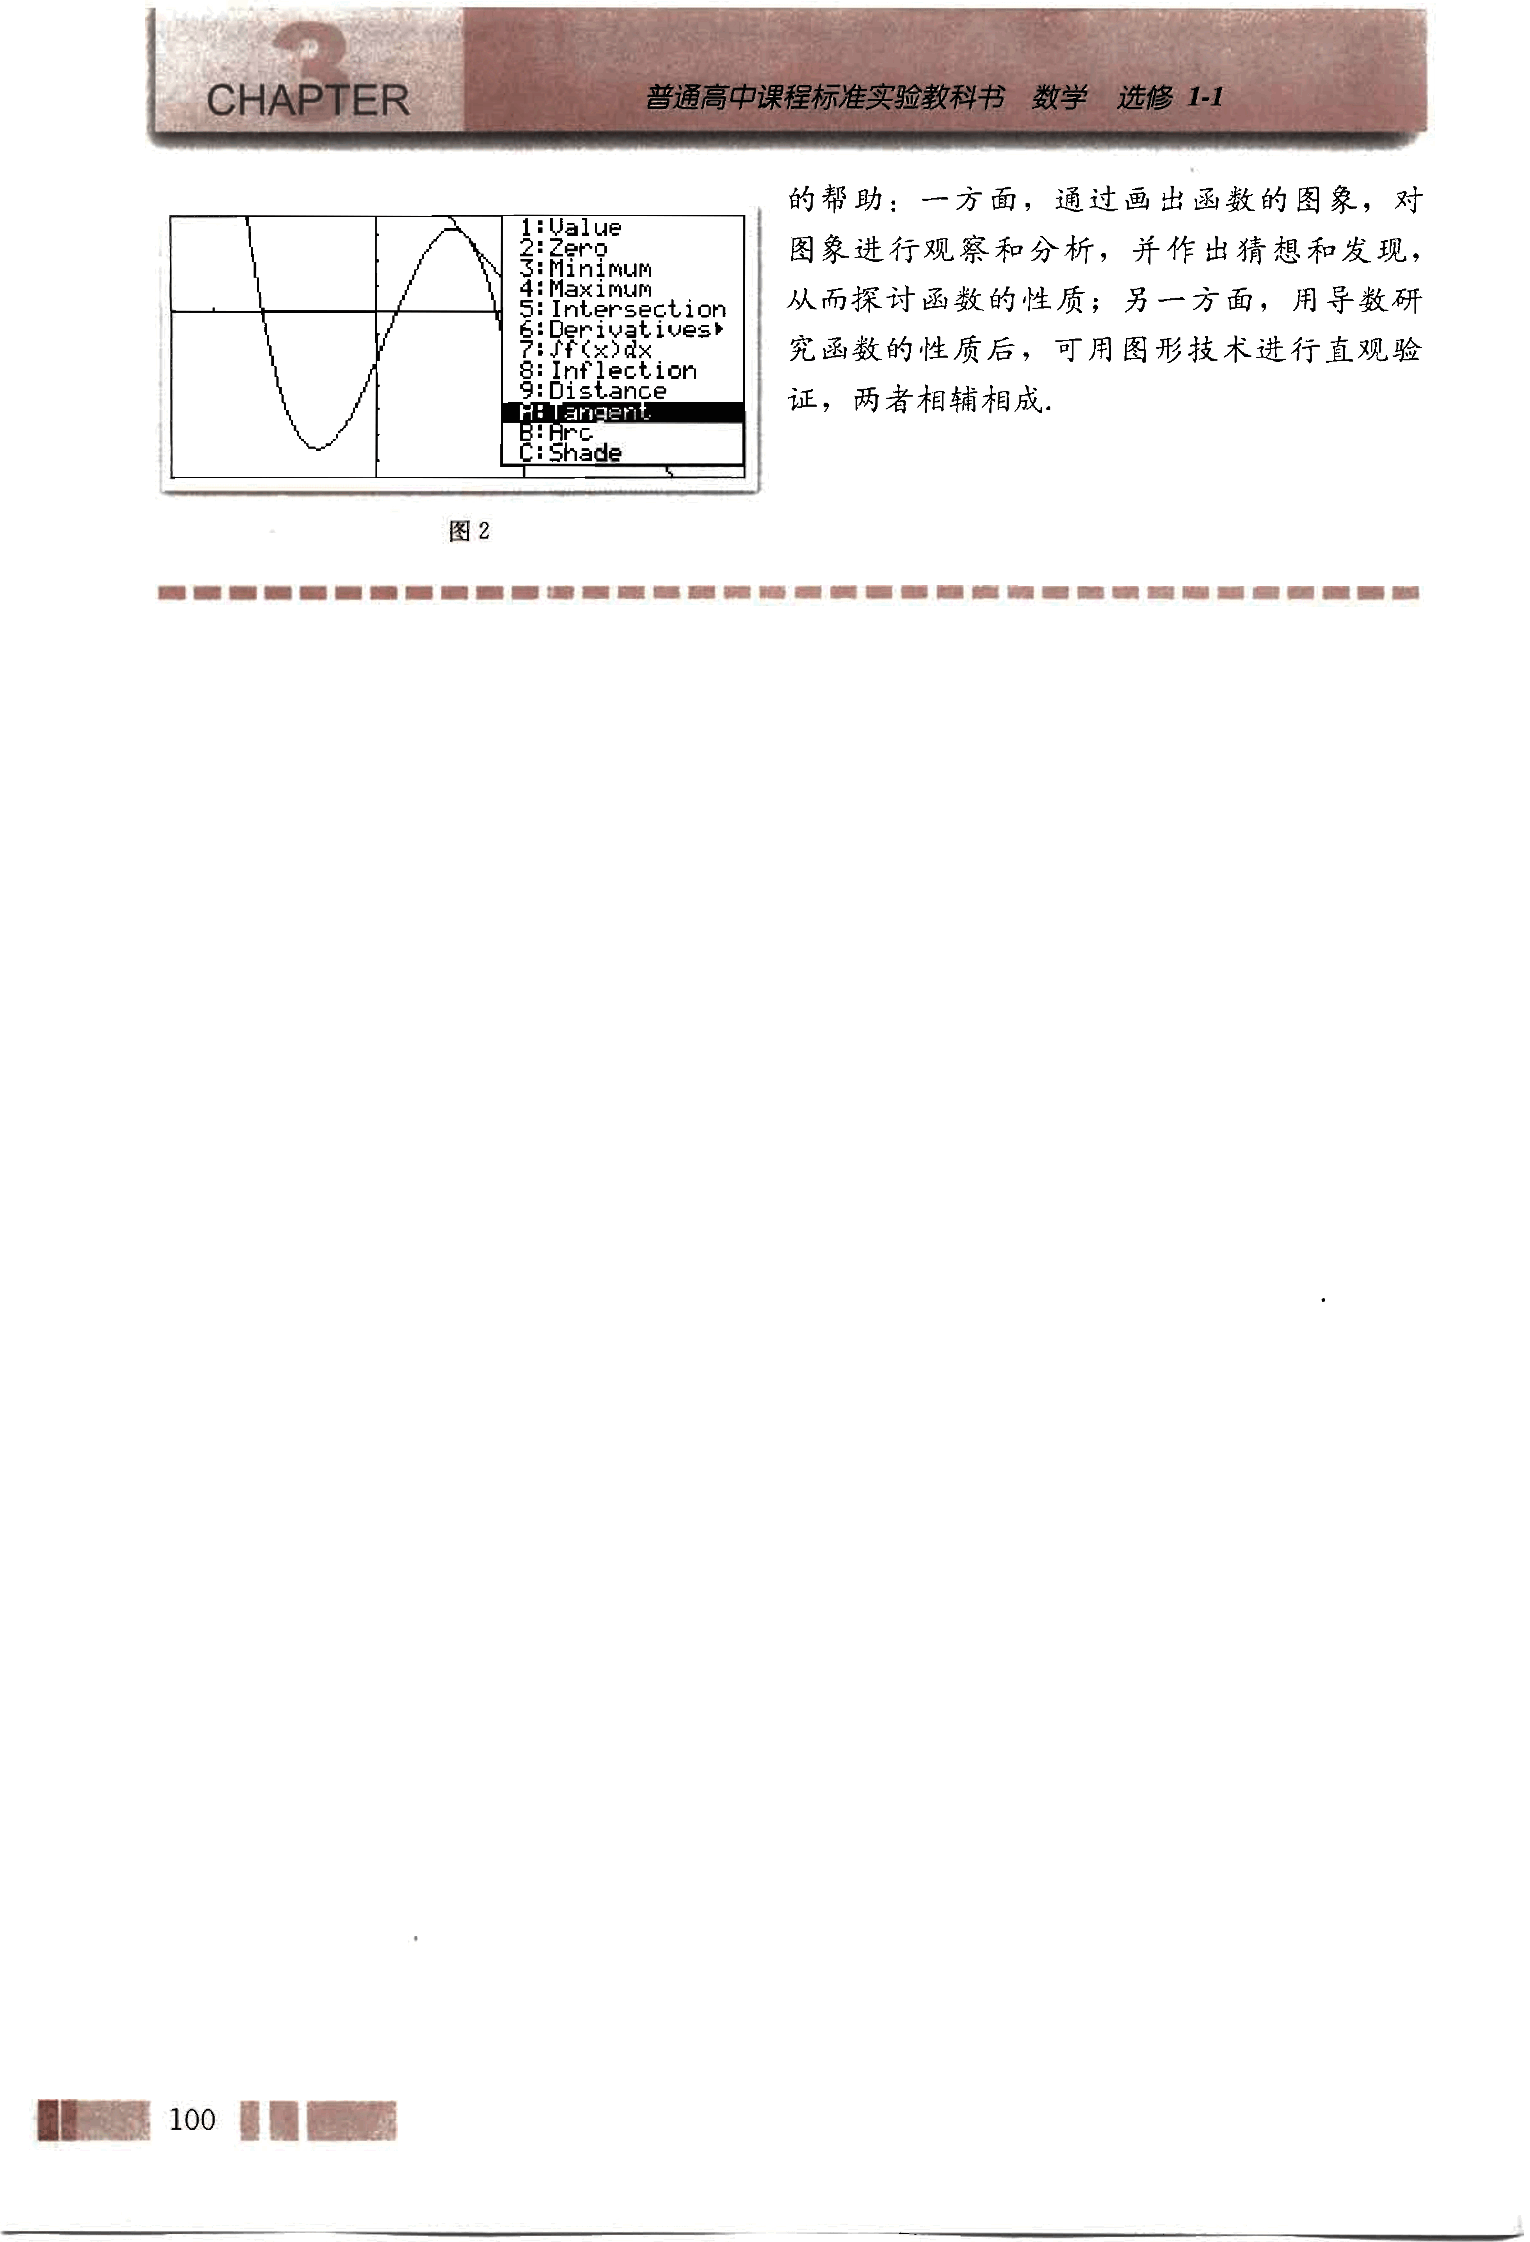 3
CHAPTER
普通高中课程标准实验教科书 数学 选修 1-1
1:Value
2:Zero
3:Minimum
4:Maximum
5:Intersection
6:Derivatives▸
7:∫f(x)dx
8:Inflection
9:Distance
A:Tangent
B:Arc
C:Shade
图 2
的帮助：一方面，通过画出函数的图象，对
图象进行观察和分析，并作出猜想和发现，
从而探讨函数的性质；另一方面，用导数研
究函数的性质后，可用图形技术进行直观验
证，两者相辅相成.
100